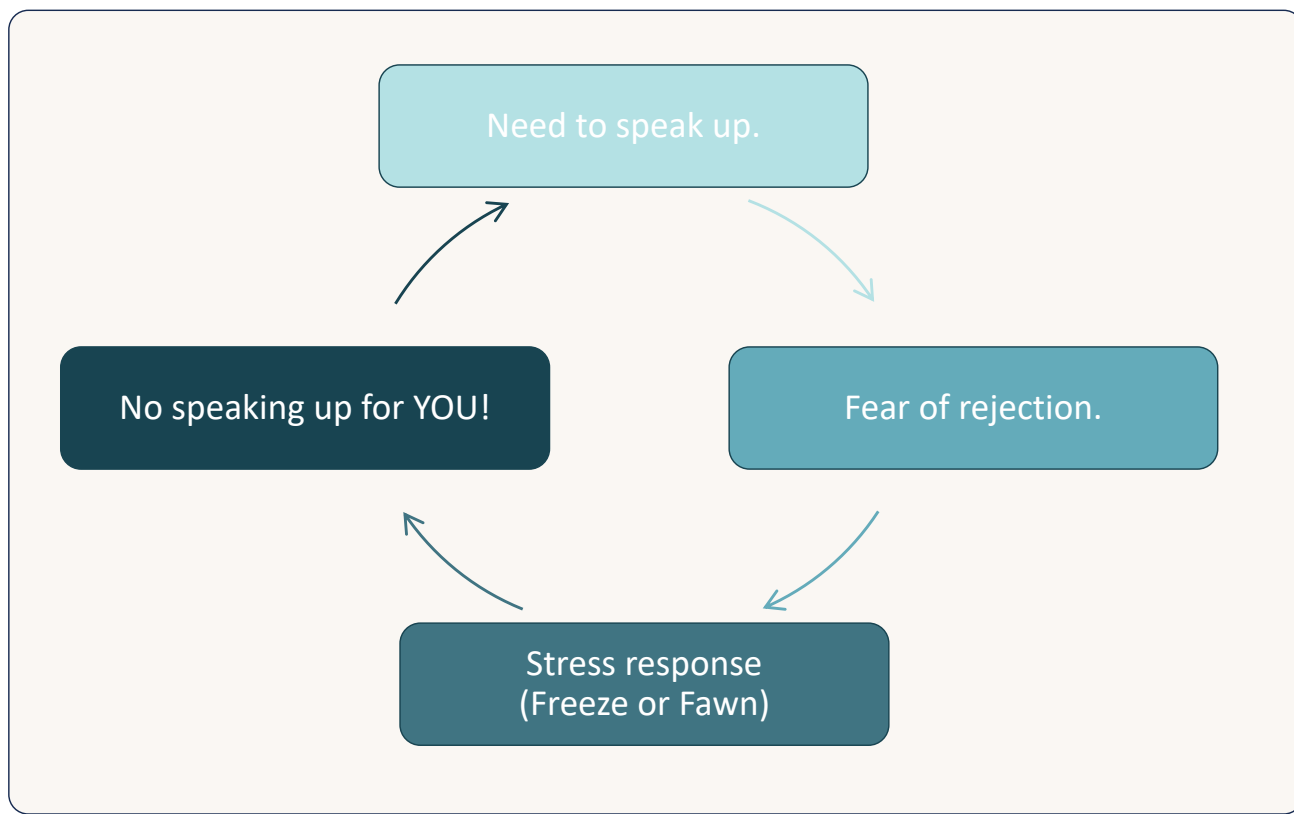 Need to speak up.
Fear of rejection.
Stress response
(Freeze or Fawn)
No speaking up for YOU!